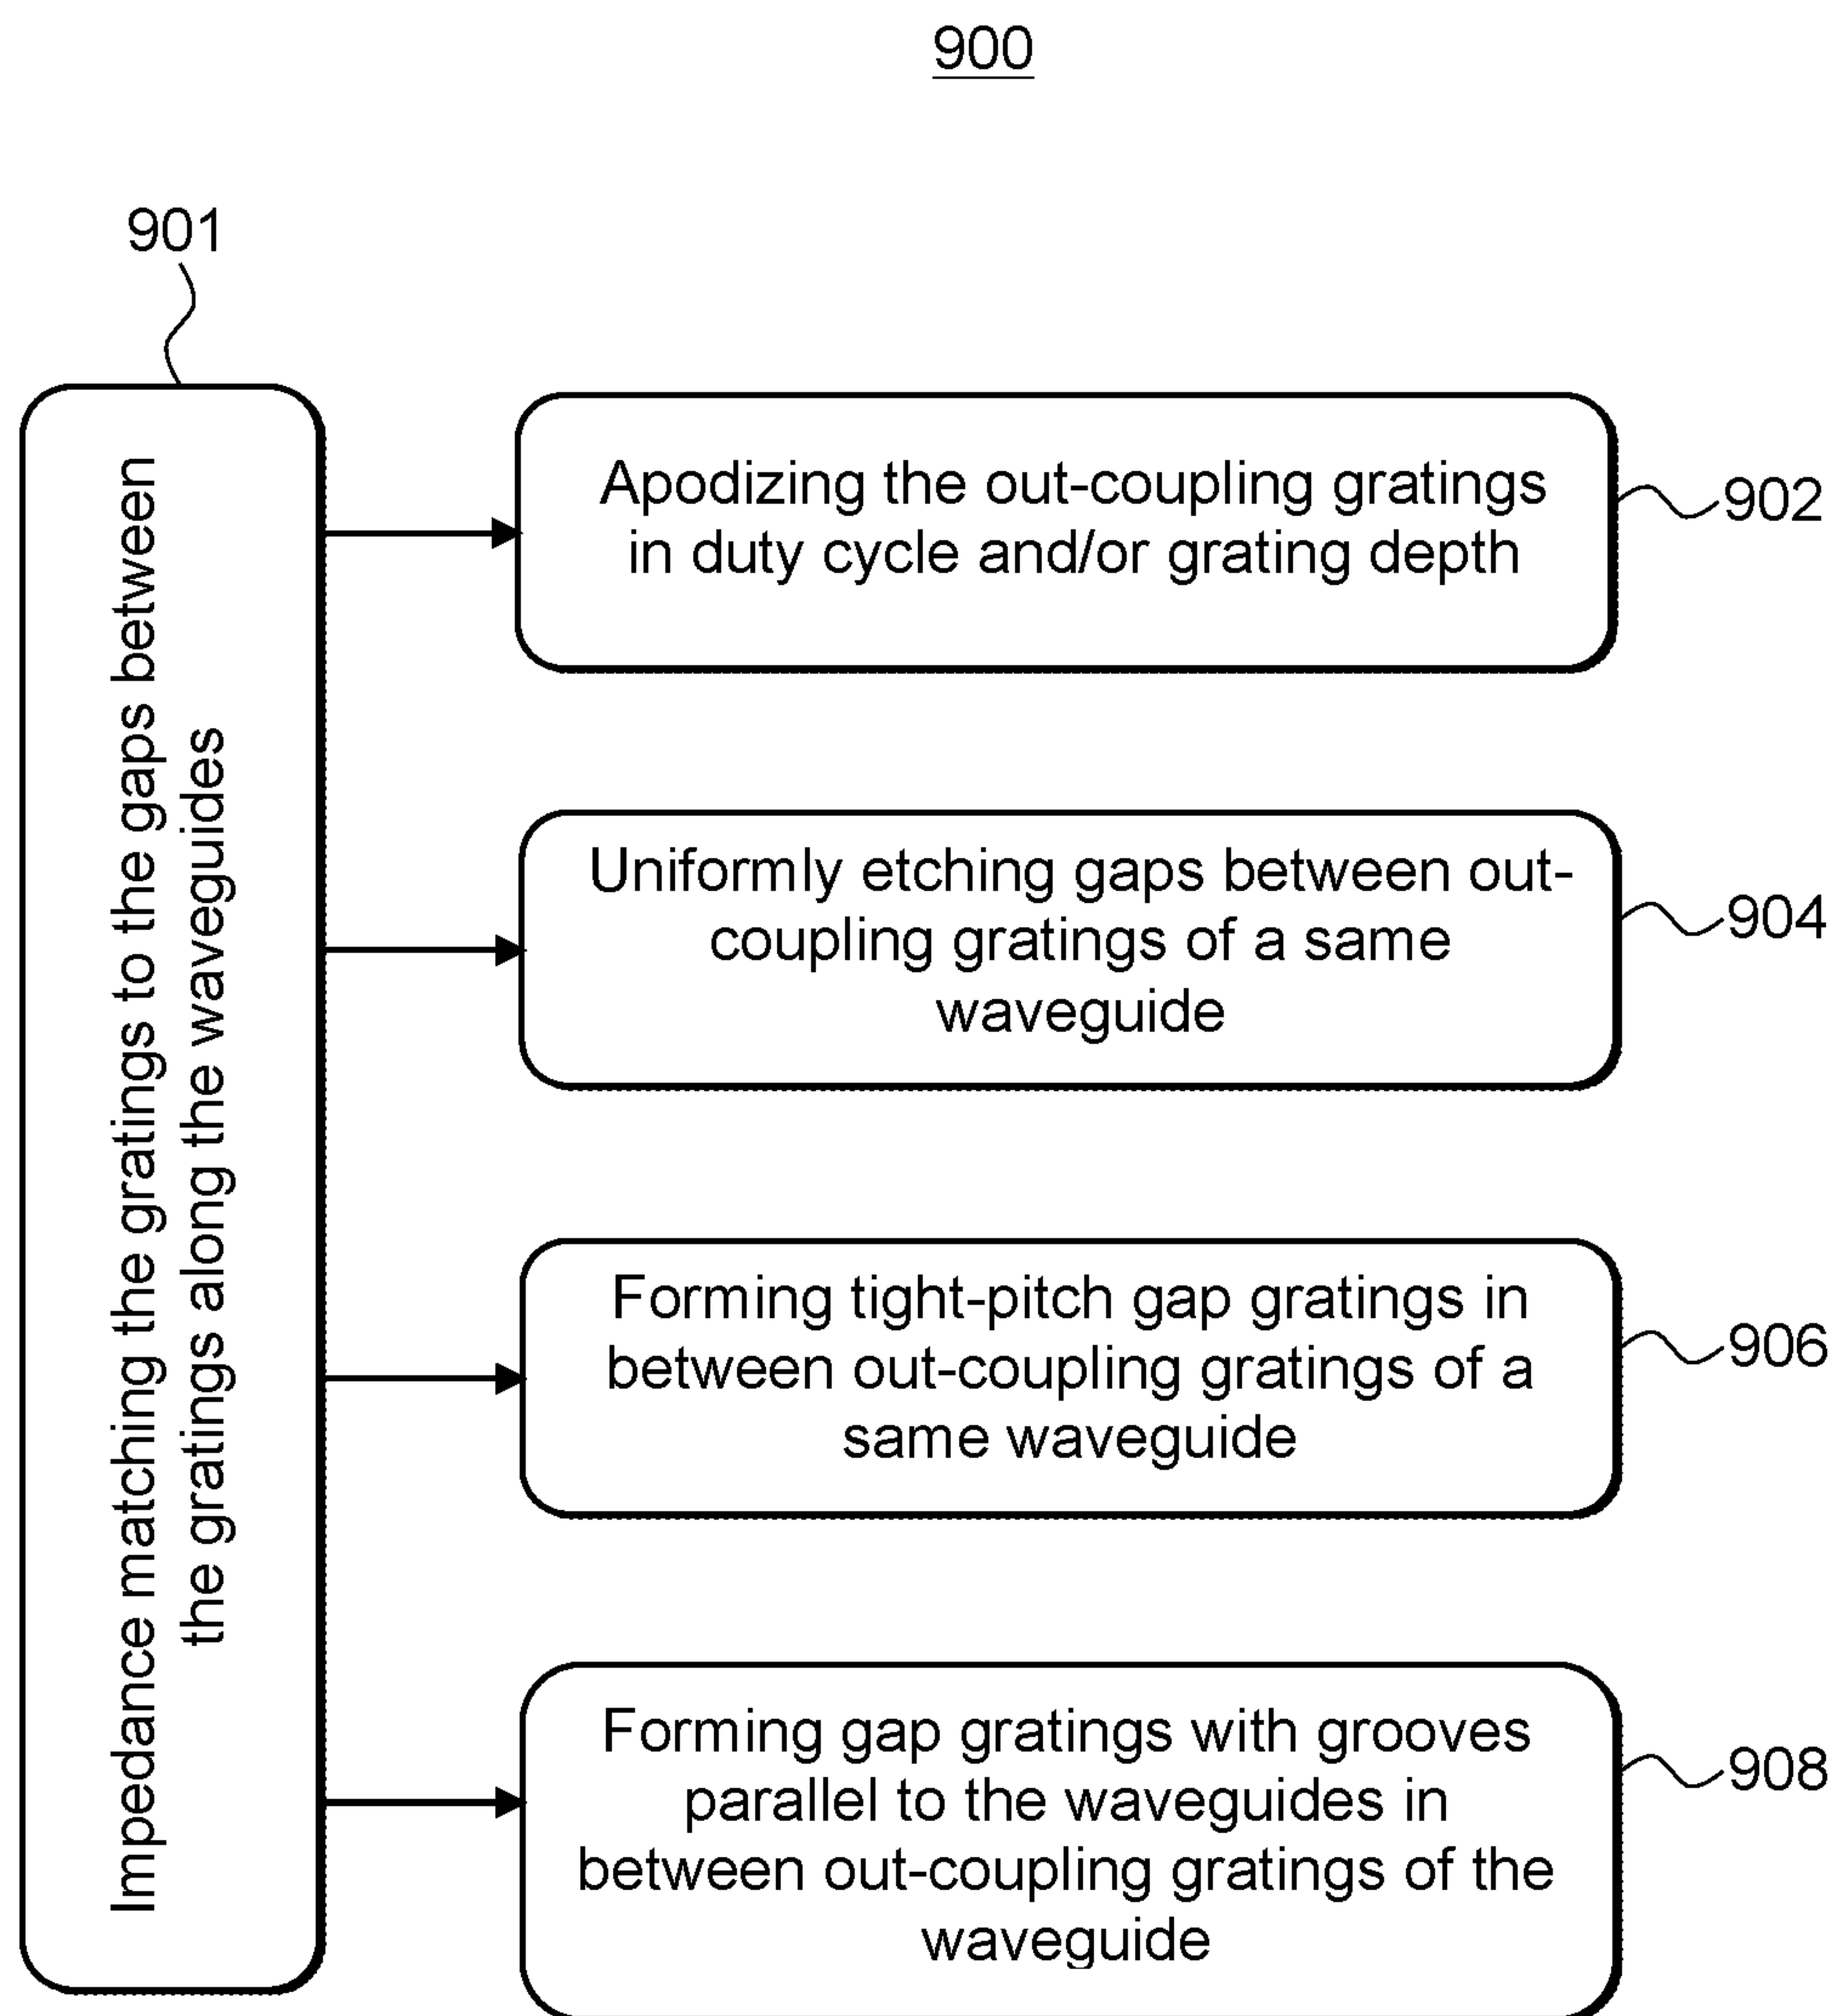 900
901
Impedance matching the gratings to the gaps between
the gratings along the waveguides
Apodizing the out-coupling gratings
in duty cycle and/or grating depth
902
Uniformly etching gaps between out-
coupling gratings of a same
waveguide
904
Forming tight-pitch gap gratings in
between out-coupling gratings of a
same waveguide
906
Forming gap gratings with grooves
parallel to the waveguides in
between out-coupling gratings of the
waveguide
908